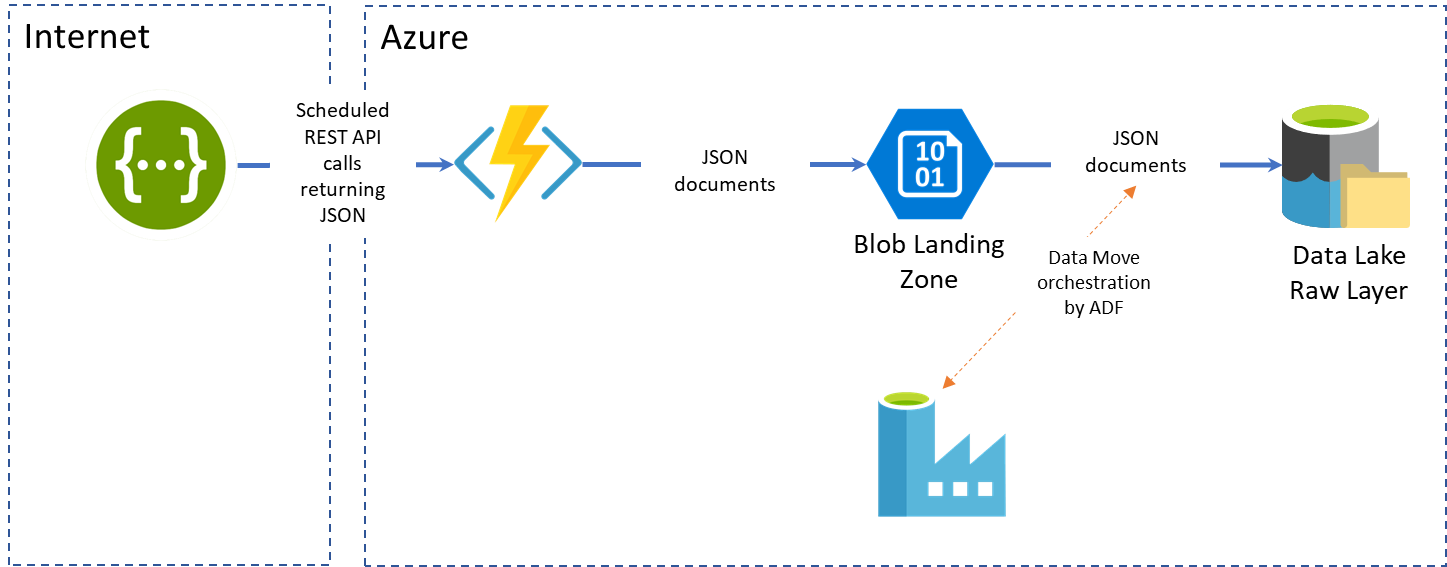 Internet
Azure
Scheduled
REST API
calls
returning
JSON
JSON
documents
10
01
JSON
documents
Blob Landing
Zone
Data Move
orchestration
by ADF
Data Lake
Raw Layer